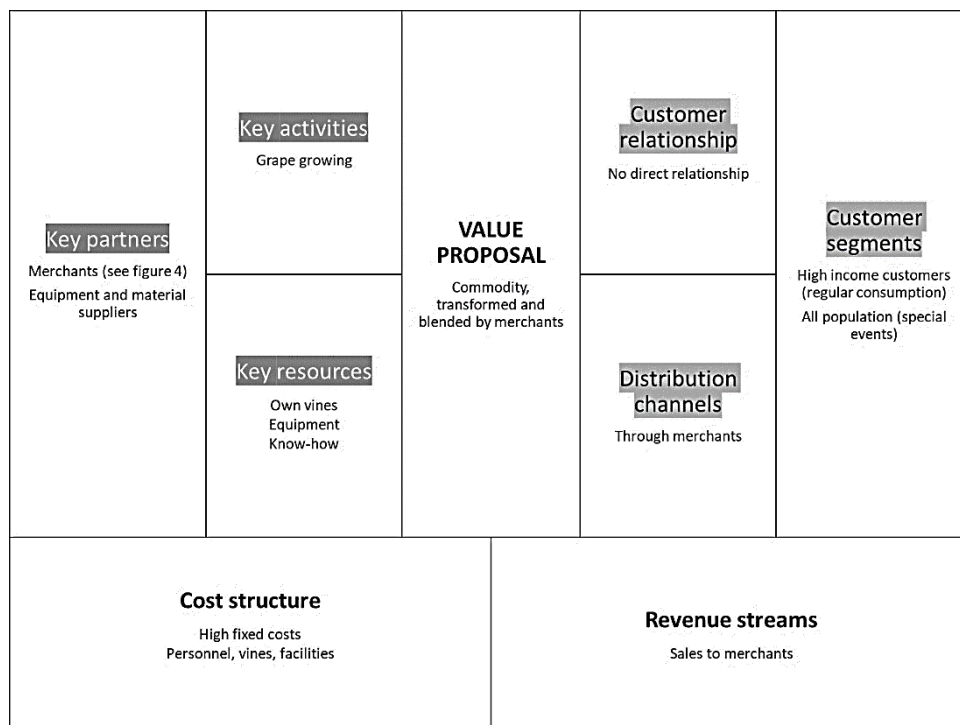 Key partners
Merchants (see figure 4)
Equipment and material
suppliers
Key activities
Grape growing
Key resources
Own vines
Equipment
Know-how
VALUE
PROPOSAL
Commodity,
transformed and
blended by merchants
Customer
relationship
No direct relationship
Distribution
channels
Through merchants
Customer
segments
High income customers
(regular consumption)
All population (special
events)
Cost structure
High fixed costs
Personnel, vines, facilities
Revenue streams
Sales to merchants